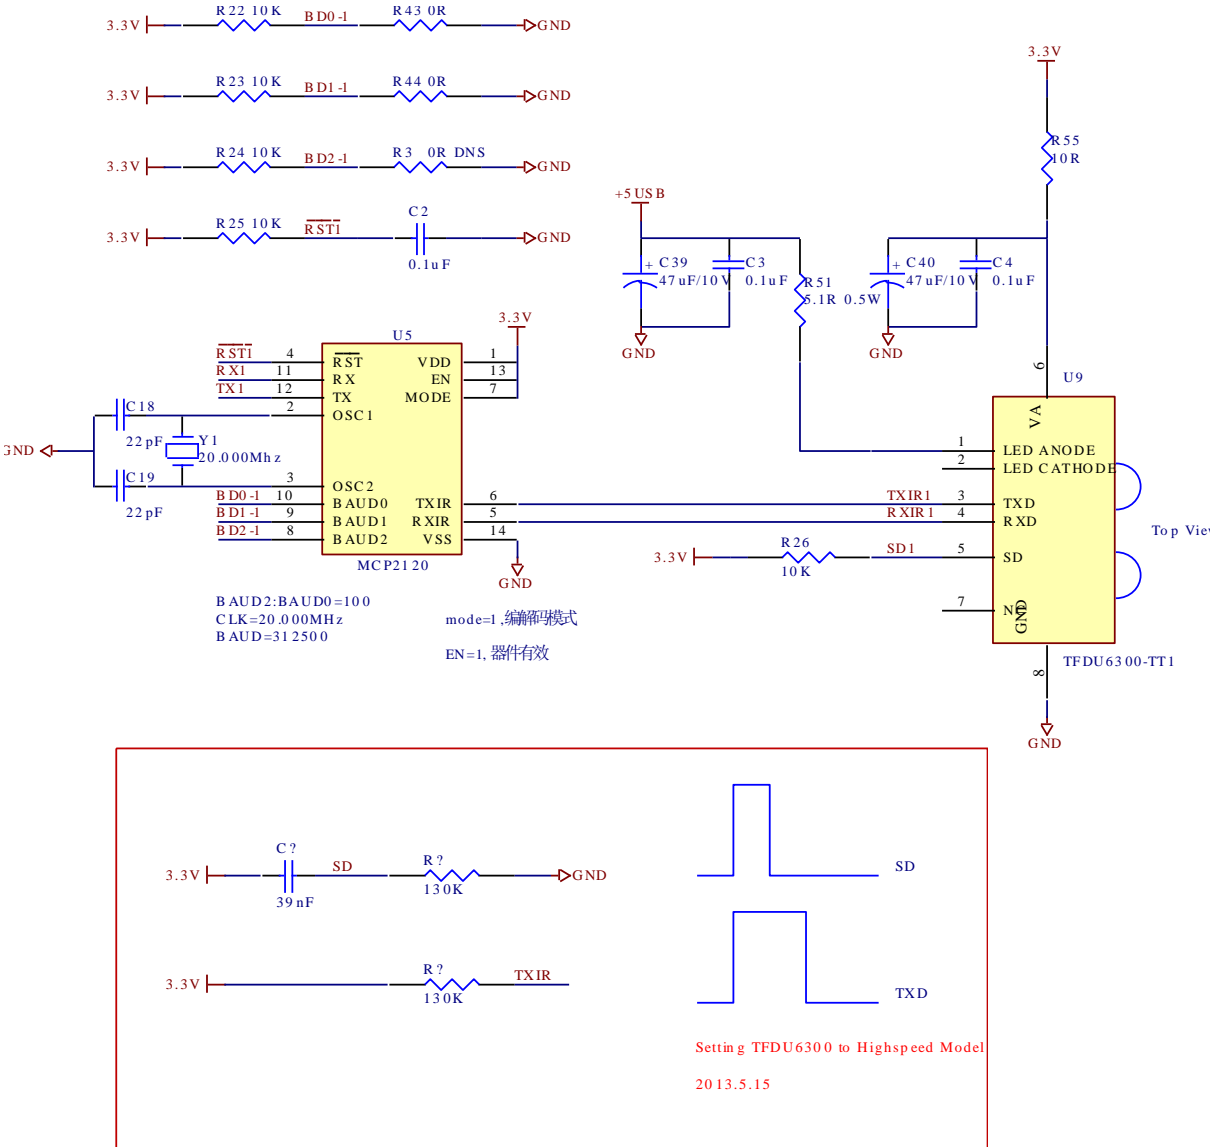 3.3V R22 10K BD0-1 R43 0R GND
3.3V R23 10K BD1-1 R44 0R GND
3.3V R24 10K BD2-1 R3 0R DNS GND
3.3V R25 10K RST1 C2 0.1uF GND
3.3V
R55
10R
+5USB
C39
47uF/10V
C3
0.1uF
R51
5.1R 0.5W
C40
47uF/10V
C4
0.1uF
GND
GND
3.3V
U5
RST1 4 RST VDD 1
RX1 11 RX EN 13
TX1 12 TX MODE 7
2 OSC1
C18
22pF
Y1
20.000Mhz
GND
C19
22pF
3 OSC2
BD0-1 10 BAUD0 TXIR 6
BD1-1 9 BAUD1 RXIR 5
BD2-1 8 BAUD2 VSS 14
MCP2120
GND
6
U9
VA
1 LED ANODE
2 LED CATHODE
TXIR1 3 TXD
RXIR1 4 RXD
3.3V R26 10K SD1 5 SD
7 NC
GND
Top View
8
TFDU6300-TT1
GND
BAUD2:BAUD0=100
CLK=20.000MHz
BAUD=312500
mode=1,编解码模式
EN=1, 器件有效
C?
3.3V SD R? GND
39nF 130K
SD
R?
3.3V TXIR
130K
TXD
Setting TFDU6300 to Highspeed Model
2013.5.15